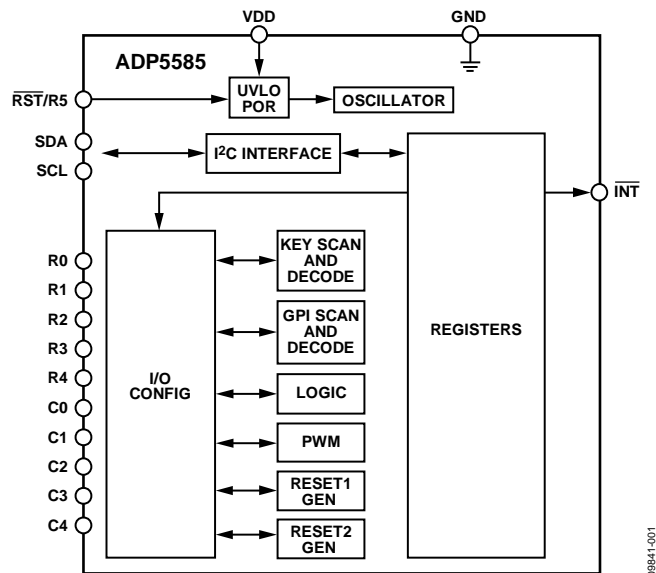 VDD
GND
ADP5585
RST/R5
UVLO
POR
OSCILLATOR
SDA
I²C INTERFACE
SCL
INT
R0
KEY SCAN
AND
DECODE
R1
R2
GPI SCAN
AND
DECODE
REGISTERS
R3
R4
I/O
CONFIG
LOGIC
C0
C1
PWM
C2
C3
RESET1
GEN
C4
RESET2
GEN
09841-001